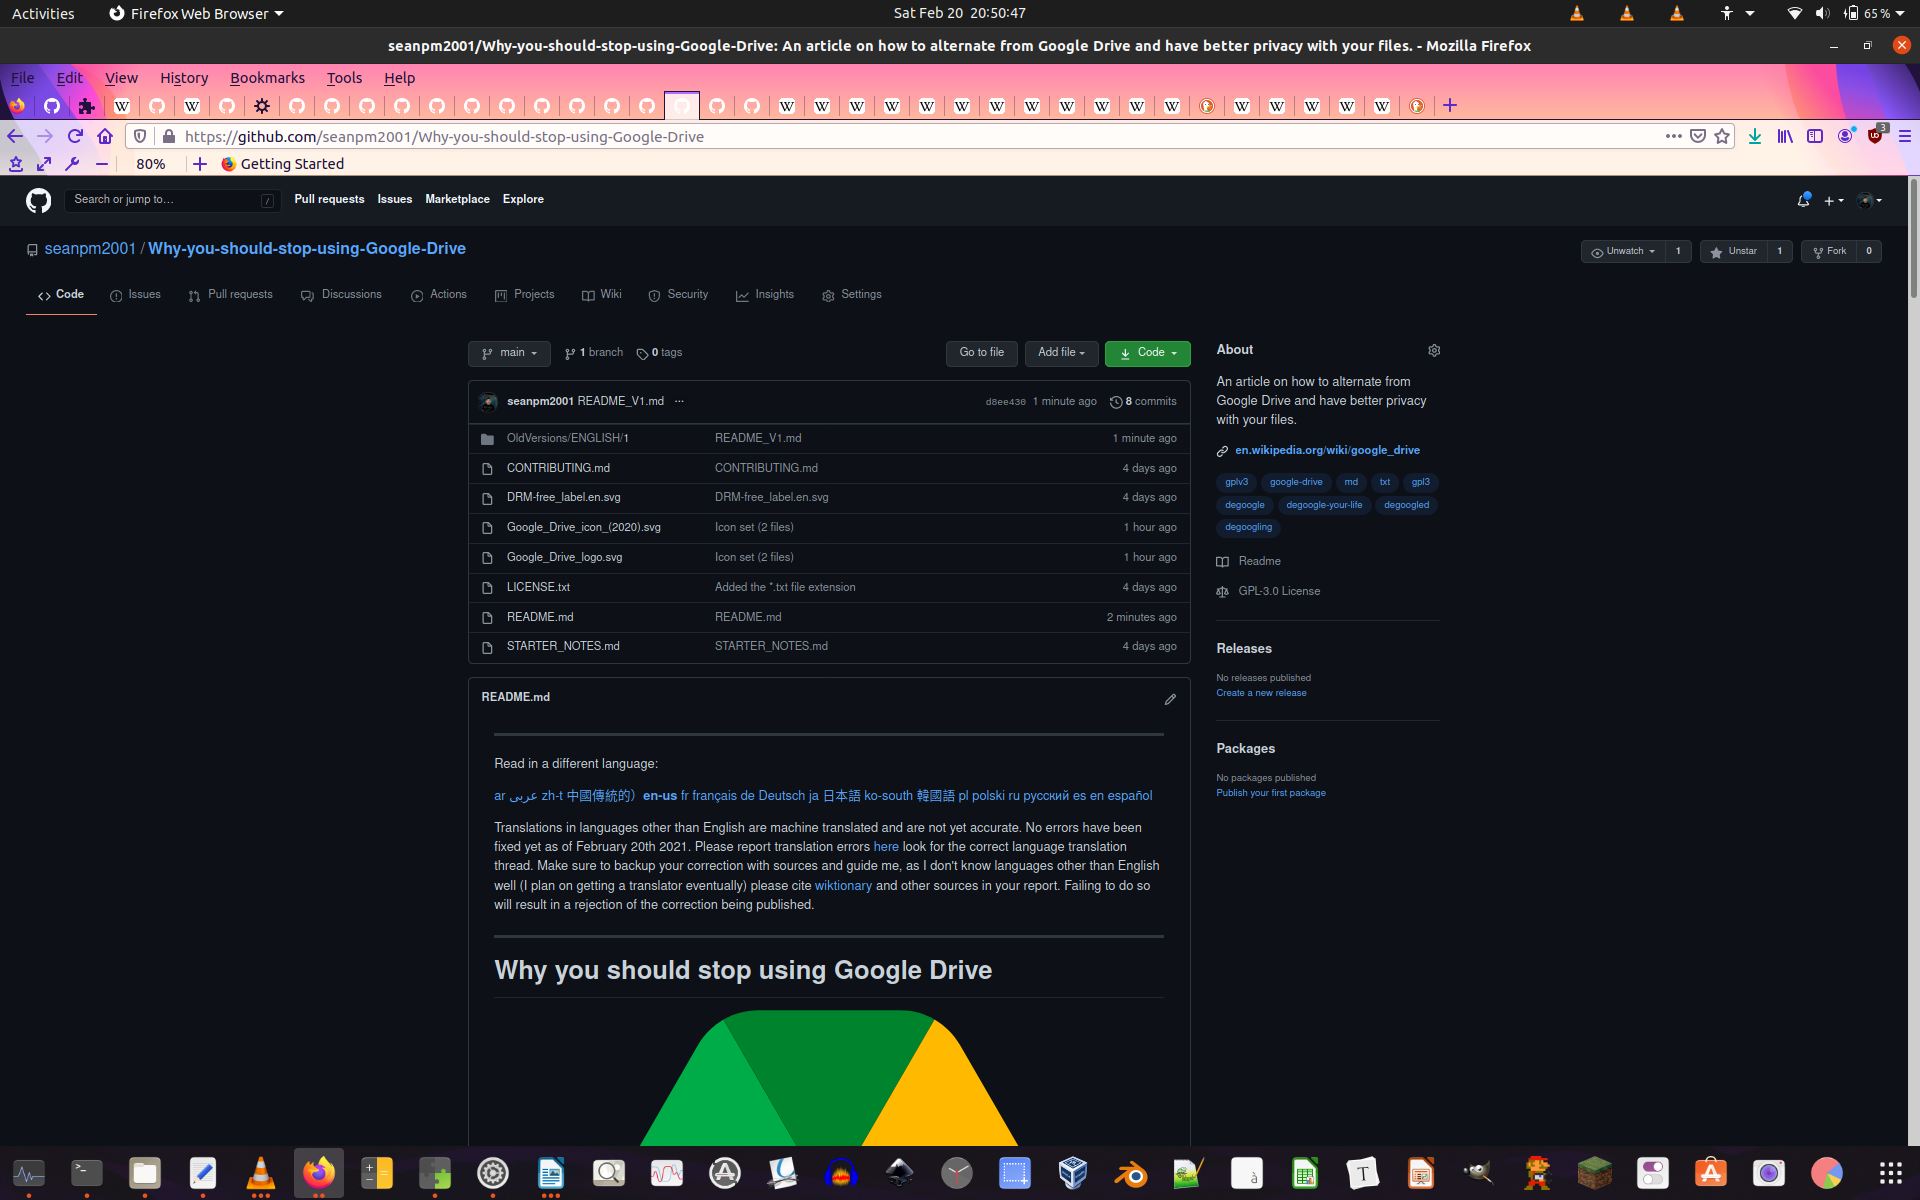 Activities Firefox Web Browser Sat Feb 20 20:50:47 65 %
seanpm2001/Why-you-should-stop-using-Google-Drive: An article on how to alternate from Google Drive and have better privacy with your files. - Mozilla Firefox
File Edit View History Bookmarks Tools Help
https://github.com/seanpm2001/Why-you-should-stop-using-Google-Drive 3
80% Getting Started
Search or jump to… / Pull requests Issues Marketplace Explore
seanpm2001 / Why-you-should-stop-using-Google-Drive Unwatch 1 Unstar 1 Fork 0
Code Issues Pull requests Discussions Actions Projects Wiki Security Insights Settings
main 1 branch 0 tags Go to file Add file Code
seanpm2001 README_V1.md ... d8ee430 1 minute ago 8 commits
OldVersions/ENGLISH/1 README_V1.md 1 minute ago
CONTRIBUTING.md CONTRIBUTING.md 4 days ago
DRM-free_label.en.svg DRM-free_label.en.svg 4 days ago
Google_Drive_icon_(2020).svg Icon set (2 files) 1 hour ago
Google_Drive_logo.svg Icon set (2 files) 1 hour ago
LICENSE.txt Added the *.txt file extension 4 days ago
README.md README.md 2 minutes ago
STARTER_NOTES.md STARTER_NOTES.md 4 days ago
About
An article on how to alternate from
Google Drive and have better privacy
with your files.
en.wikipedia.org/wiki/google_drive
gplv3 google-drive md txt gpl3
degoogle degoogle-your-life degoogled
degoogling
Readme
GPL-3.0 License
Releases
No releases published
Create a new release
Packages
No packages published
Publish your first package
README.md
Read in a different language:
ar عربى zh-t 中國傳統的） en-us fr français de Deutsch ja 日本語 ko-south 韓國語 pl polski ru русский es en español
Translations in languages other than English are machine translated and are not yet accurate. No errors have been
fixed yet as of February 20th 2021. Please report translation errors here look for the correct language translation
thread. Make sure to backup your correction with sources and guide me, as I don't know languages other than English
well (I plan on getting a translator eventually) please cite wiktionary and other sources in your report. Failing to do so
will result in a rejection of the correction being published.
Why you should stop using Google Drive